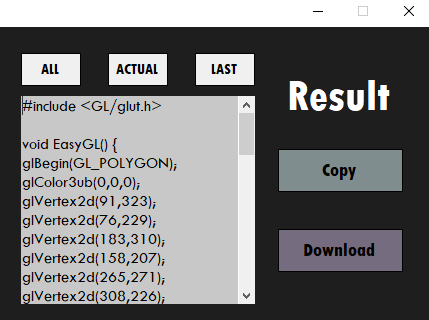 ALL ACTUAL LAST
Result
#include <GL/glut.h>
void EasyGL() {
glBegin(GL_POLYGON);
glColor3ub(0,0,0);
glVertex2d(91,323);
glVertex2d(76,229);
glVertex2d(183,310);
glVertex2d(158,207);
glVertex2d(265,271);
glVertex2d(308,226);
Copy
Download